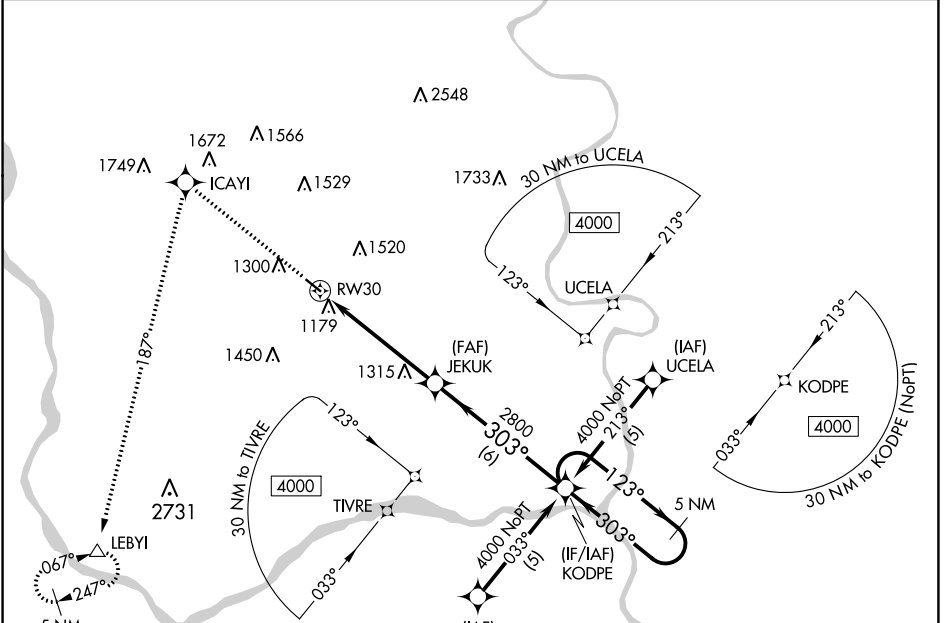 2548
1566
1672
1749
ICAYI
1529
1733
30 NM to UCELA
4000
213°
123°
1520
1300
RW30
1179
UCELA
213°
KODPE
4000
033°
30 NM to KODPE (NoPT)
187°
1450
1315
(FAF)
JEKUK
(IAF)
UCELA
4000 NoPT
213°
(5)
2800
303°
(6)
123°
30 NM to TIVRE
4000
TIVRE
033°
2731
123°
5 NM
303°
(IF/IAF)
KODPE
4000 NoPT
033°
(5)
LEBYI
067°
247°